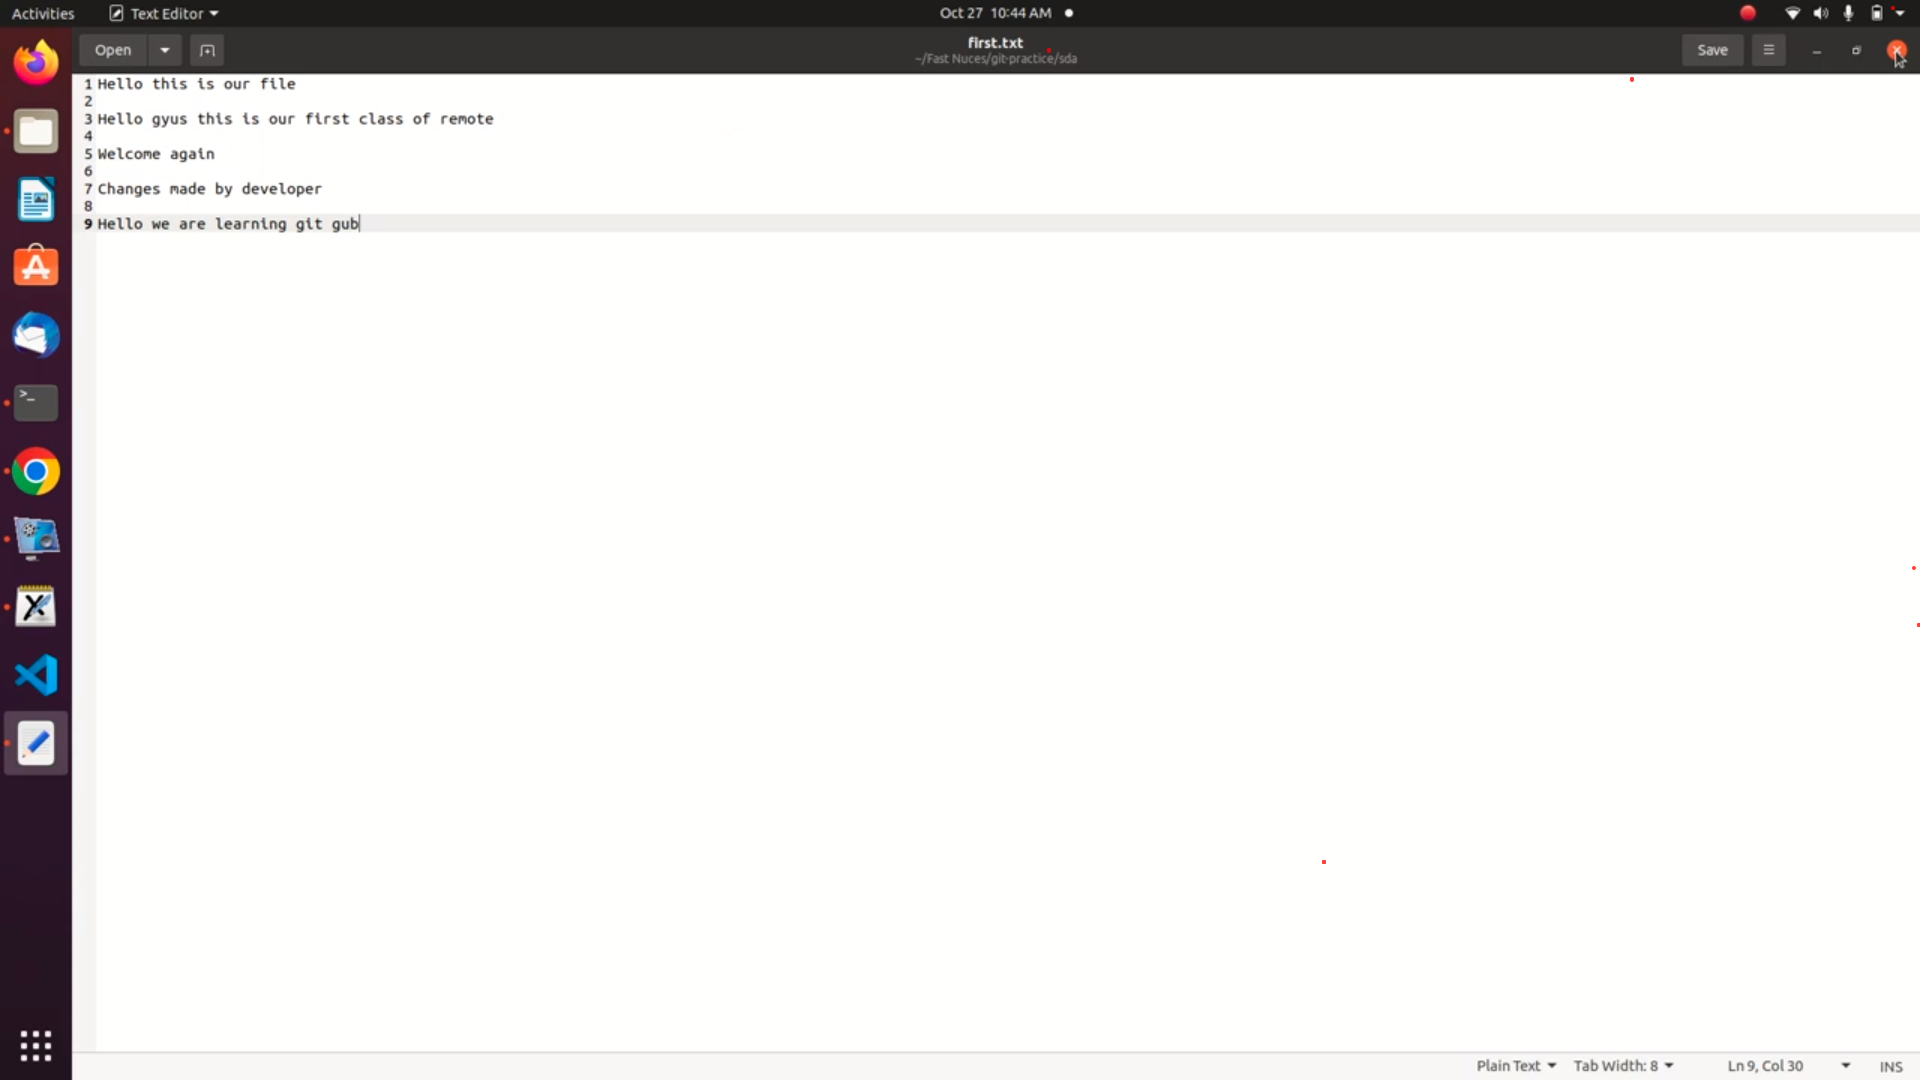 Activities
Text Editor
Oct 27 10:44 AM
Open
first.txt
~/Fast Nuces/git-practice/sda
Save
1 Hello this is our file
2
3 Hello gyus this is our first class of remote
4
5 Welcome again
6
7 Changes made by developer
8
9 Hello we are learning git gub
Plain Text
Tab Width: 8
Ln 9, Col 30
INS